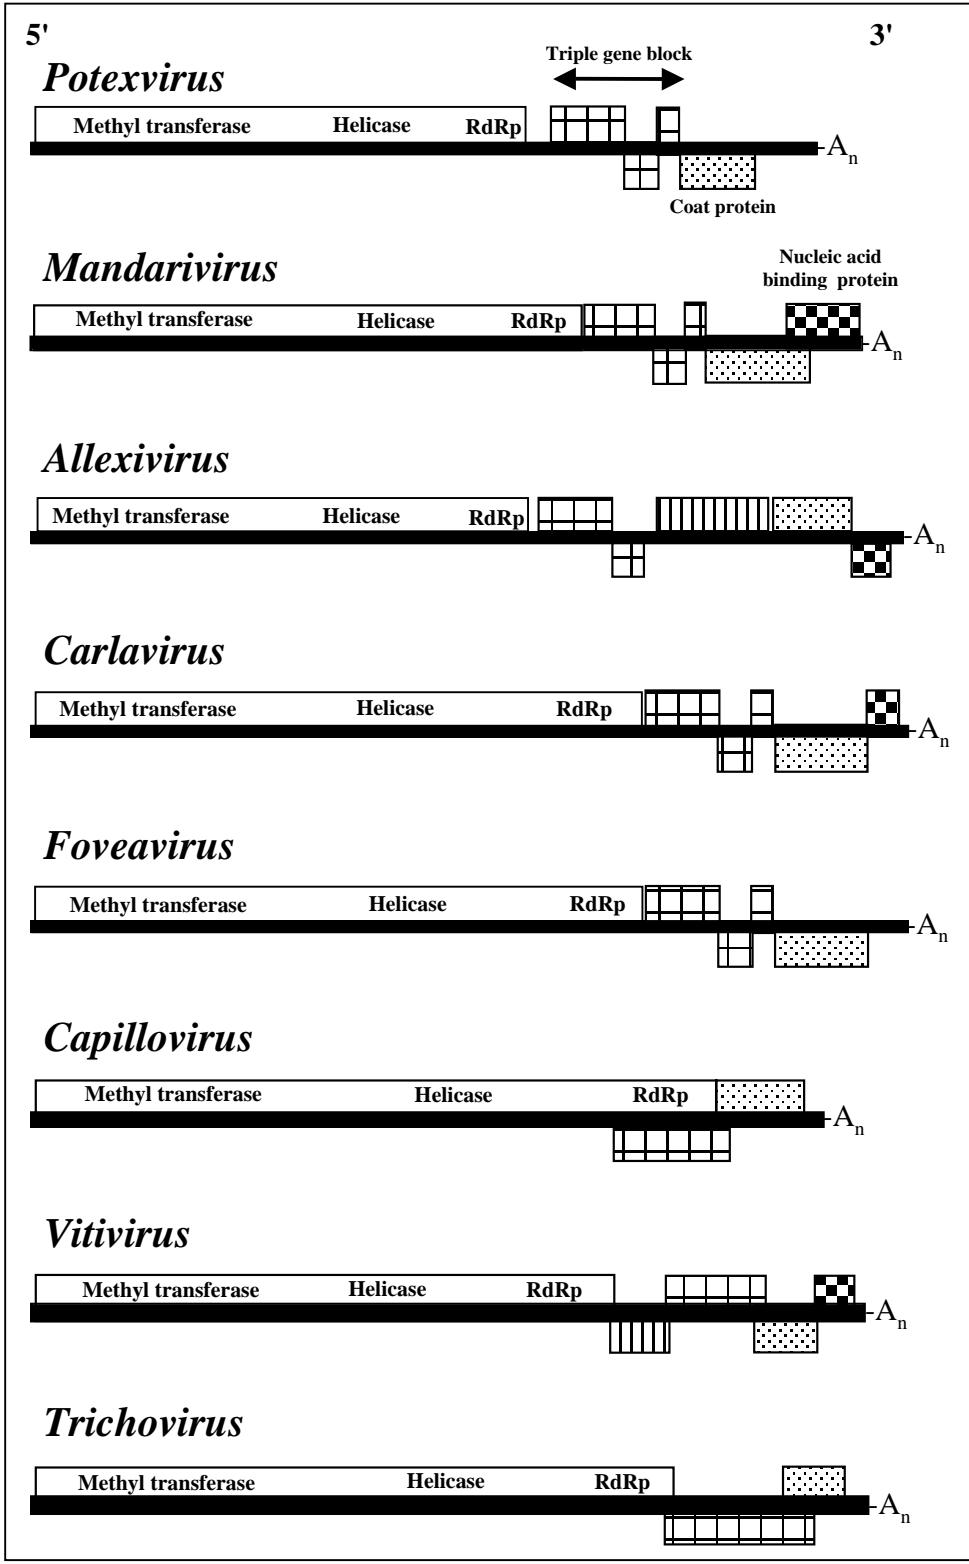 5' 3'
Potexvirus
Triple gene block
Methyl transferase Helicase RdRp
-An
Coat protein
Mandarivirus
Nucleic acid
binding protein
Methyl transferase Helicase RdRp
-An
Allexivirus
Methyl transferase Helicase RdRp
-An
Carlavirus
Methyl transferase Helicase RdRp
-An
Foveavirus
Methyl transferase Helicase RdRp
-An
Capillovirus
Methyl transferase Helicase RdRp
-An
Vitivirus
Methyl transferase Helicase RdRp
-An
Trichovirus
Methyl transferase Helicase RdRp
-An